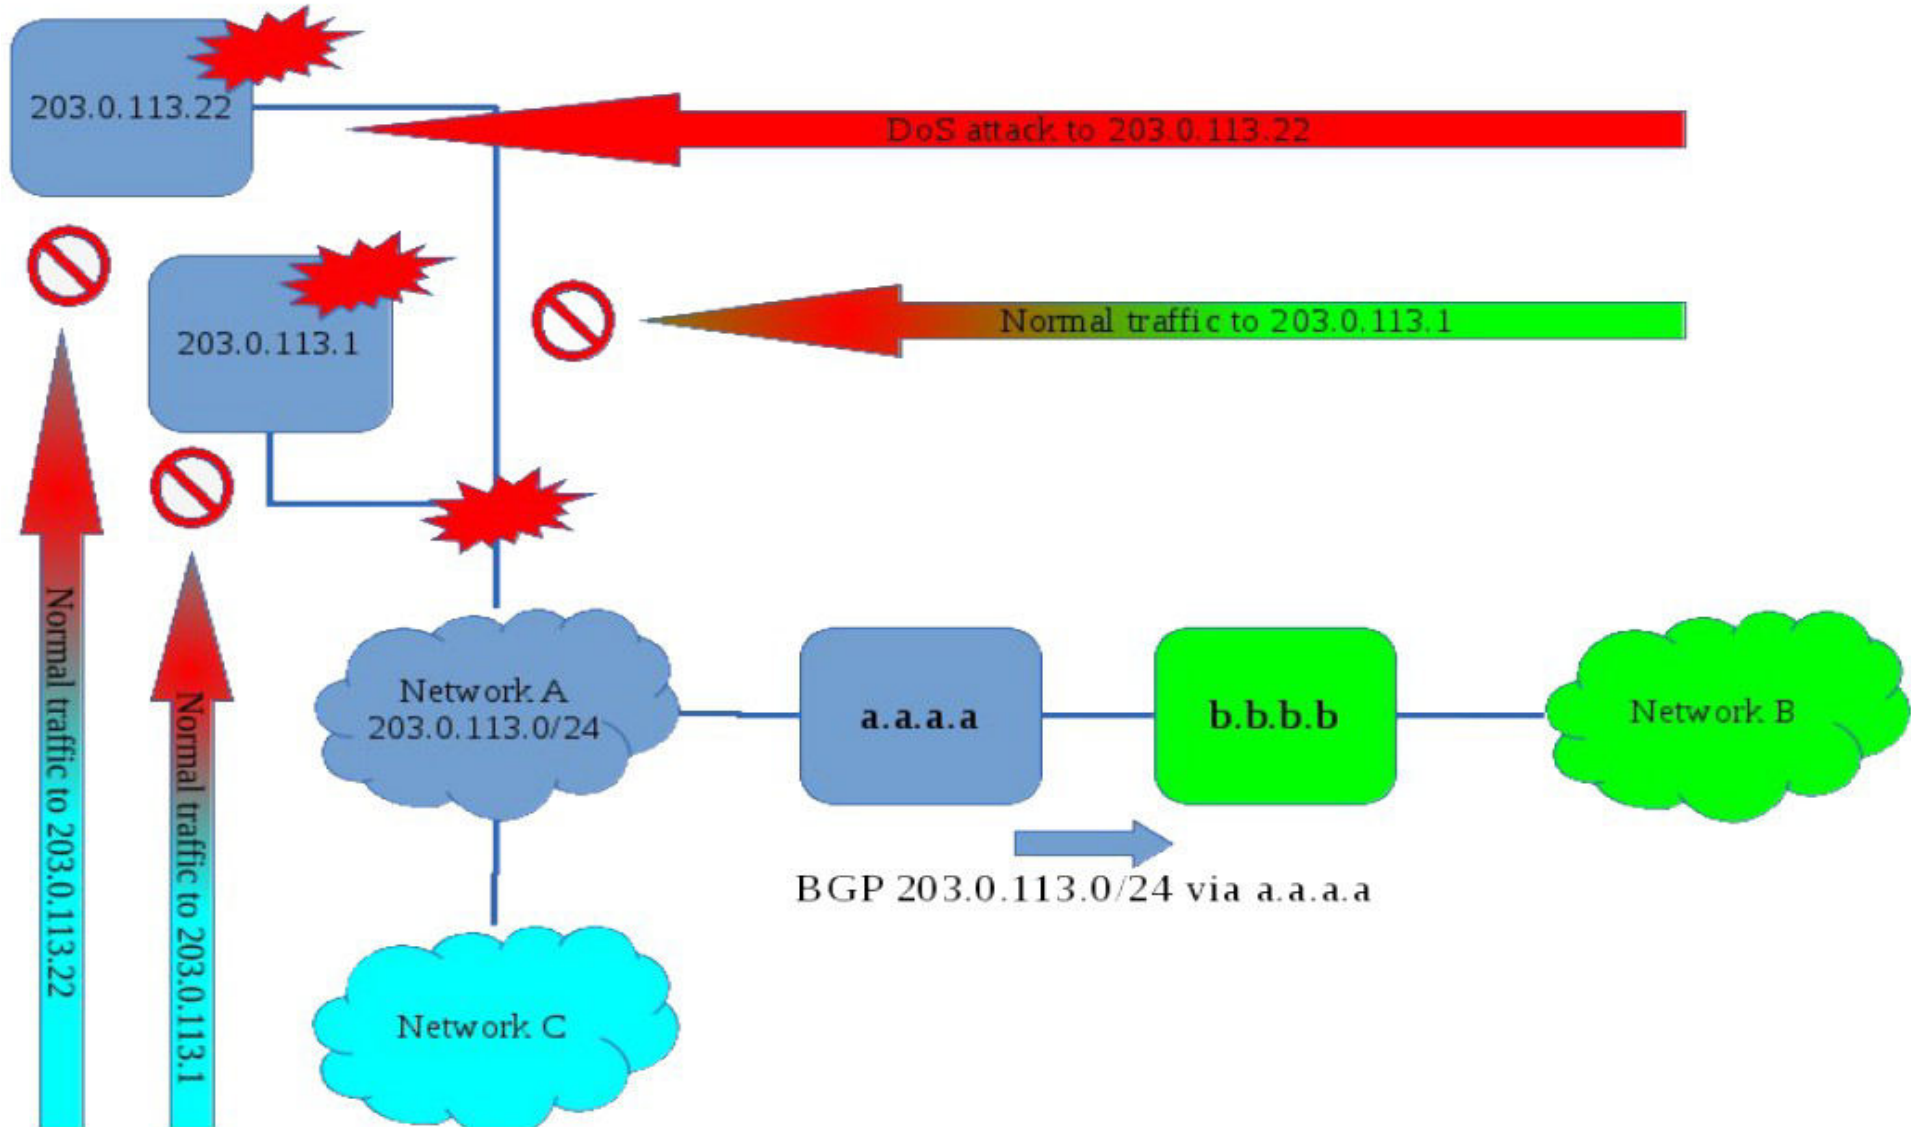 203.0.113.22
DoS attack to 203.0.113.22
203.0.113.1
Normal traffic to 203.0.113.1
Normal traffic to 203.0.113.22
Normal traffic to 203.0.113.1
Network A
203.0.113.0/24
a.a.a.a
b.b.b.b
Network B
BGP 203.0.113.0/24 via a.a.a.a
Network C